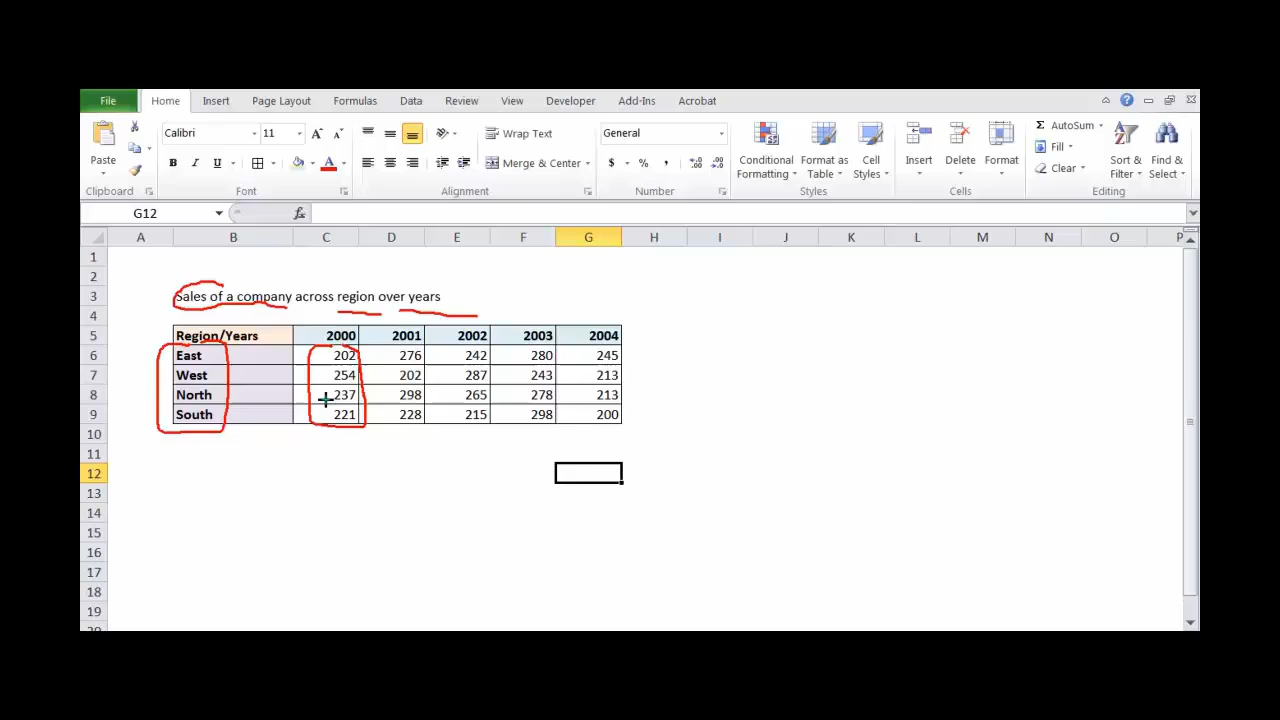 File Home Insert Page Layout Formulas Data Review View Developer Add-Ins Acrobat
Calibri 11 Wrap Text General AutoSum
Paste Fill
B I U Merge & Center $ % , Conditional Formatting Format as Table Cell Styles Insert Delete Format Clear Sort & Filter Find & Select
Clipboard Font Alignment Number Styles Cells Editing
G12 fx
A B C D E F G H I J K L M N O P
1
2
3 Sales of a company across region over years
4
5 Region/Years 2000 2001 2002 2003 2004
6 East 202 276 242 280 245
7 West 254 202 287 243 213
8 North 237 298 265 278 213
9 South 221 228 215 298 200
10
11
12
13
14
15
16
17
18
19
20